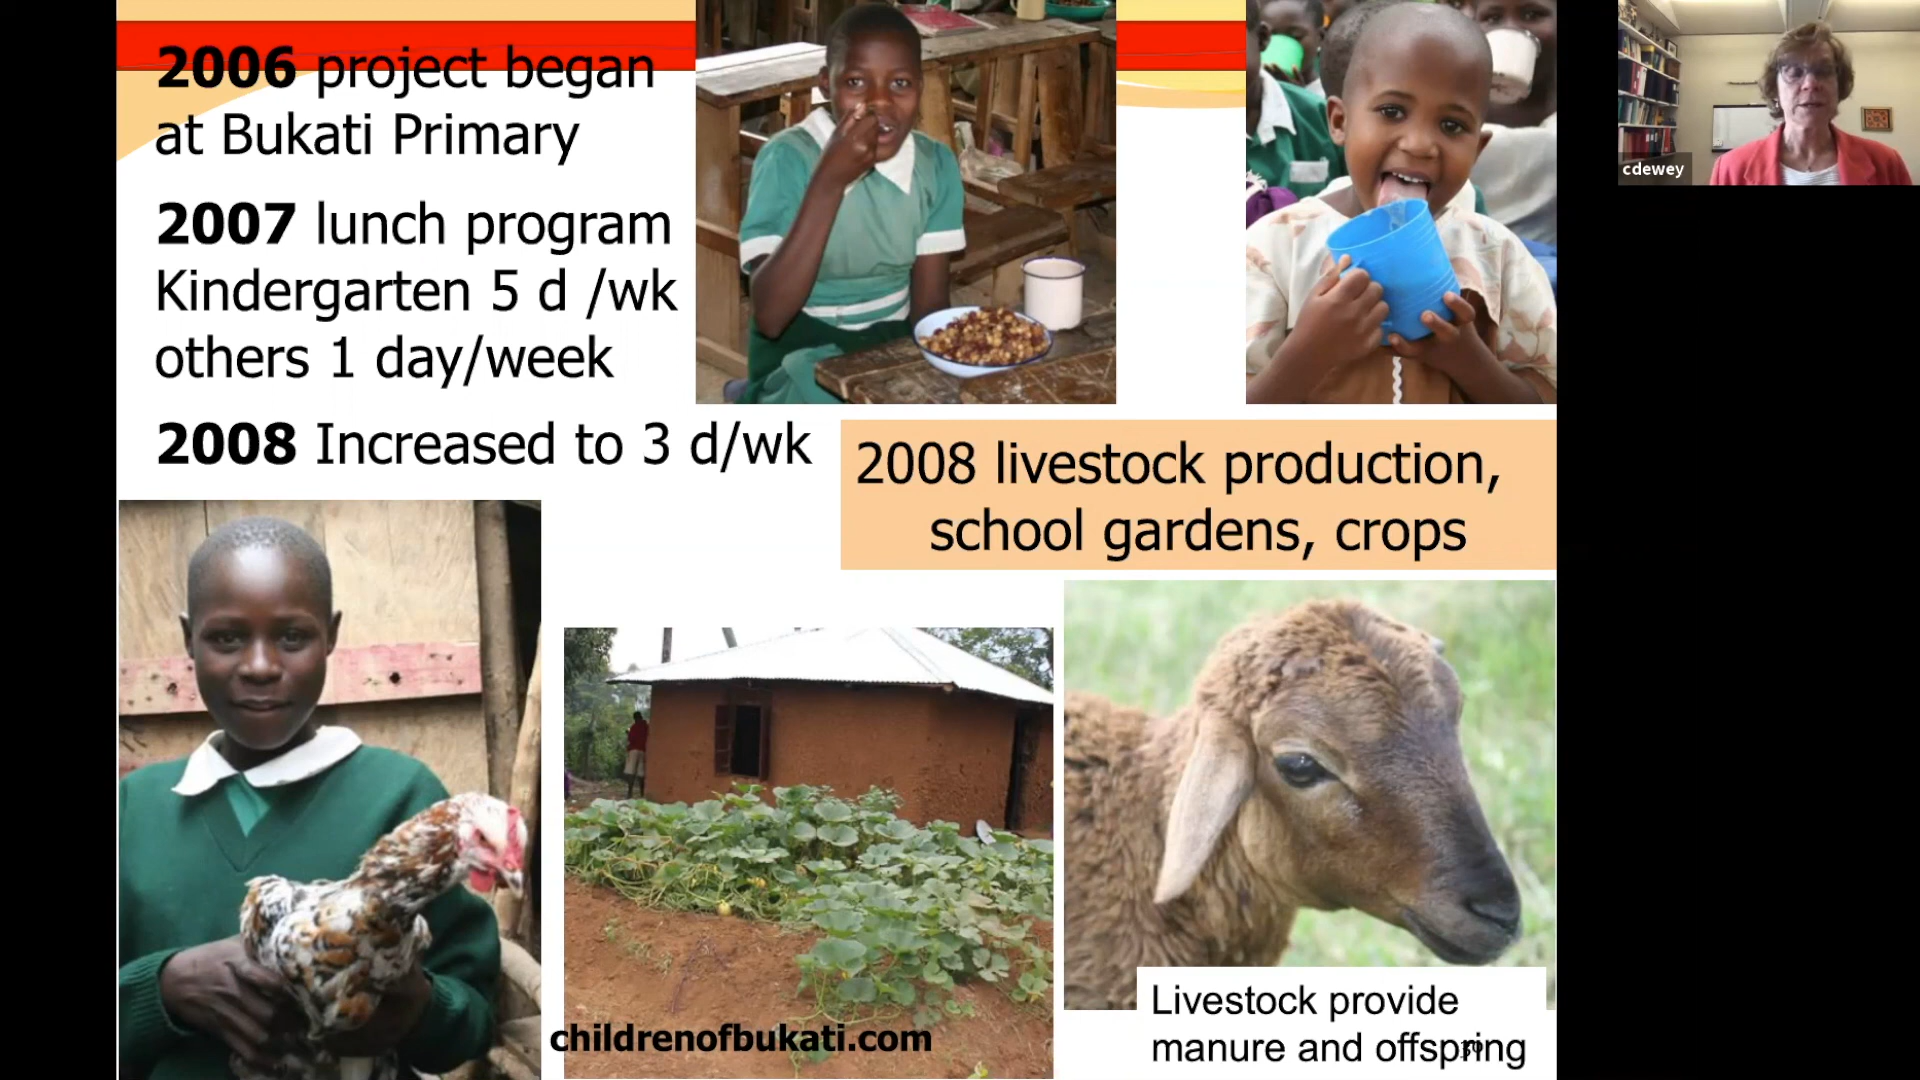 2006 project began
at Bukati Primary
2007 lunch program
Kindergarten 5 d /wk
others 1 day/week
2008 Increased to 3 d/wk
2008 livestock production,
school gardens, crops
childrenofbukati.com
Livestock provide
manure and offspring
cdewey